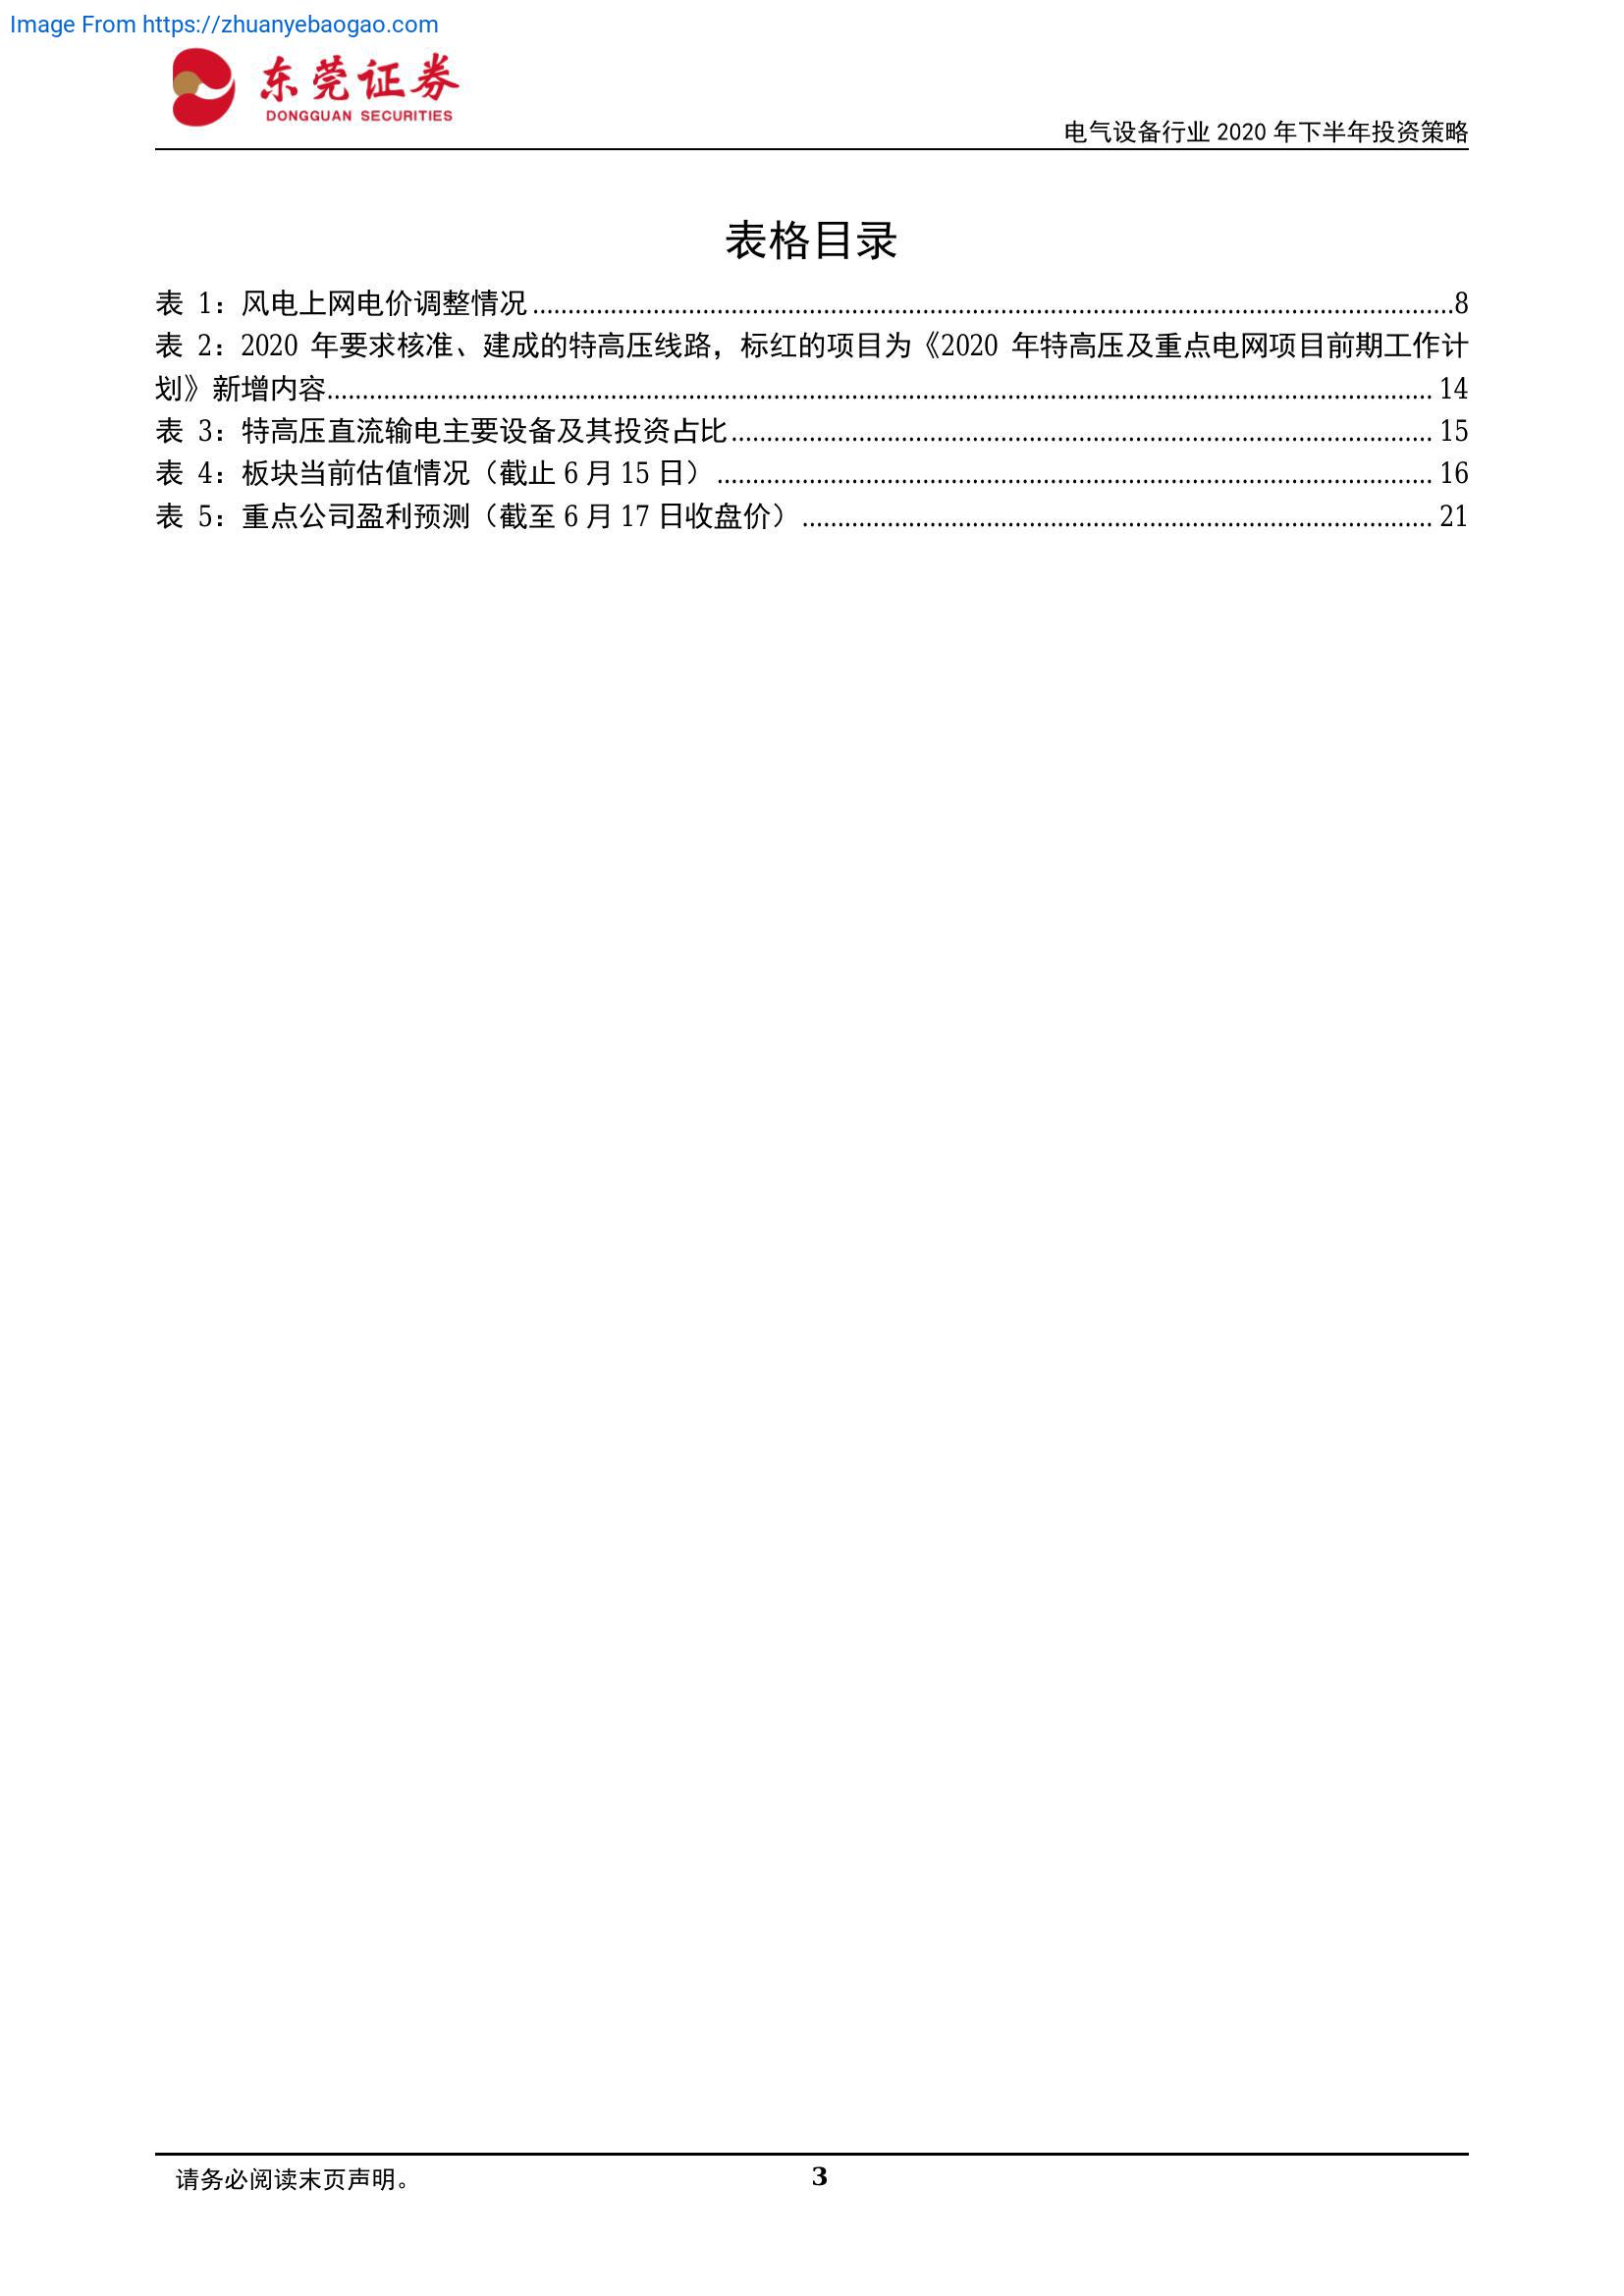 Image From https://zhuanyebaogao.com
东莞证券
DONGGUAN SECURITIES
电气设备行业 2020 年下半年投资策略
表格目录
表 1：风电上网电价调整情况........................................8
表 2：2020 年要求核准、建成的特高压线路，标红的项目为《2020 年特高压及重点电网项目前期工作计
划》新增内容........................................ 14
表 3：特高压直流输电主要设备及其投资占比........................................ 15
表 4：板块当前估值情况（截止 6 月 15 日）........................................ 16
表 5：重点公司盈利预测（截至 6 月 17 日收盘价）........................................ 21
请务必阅读末页声明。
3